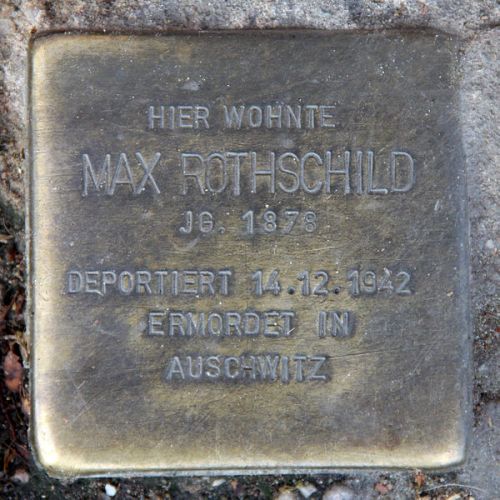 HIER WOHNTE
MAX ROTHSCHILD
JG. 1878
DEPORTIERT 14.12.1942
ERMORDET IN
AUSCHWITZ